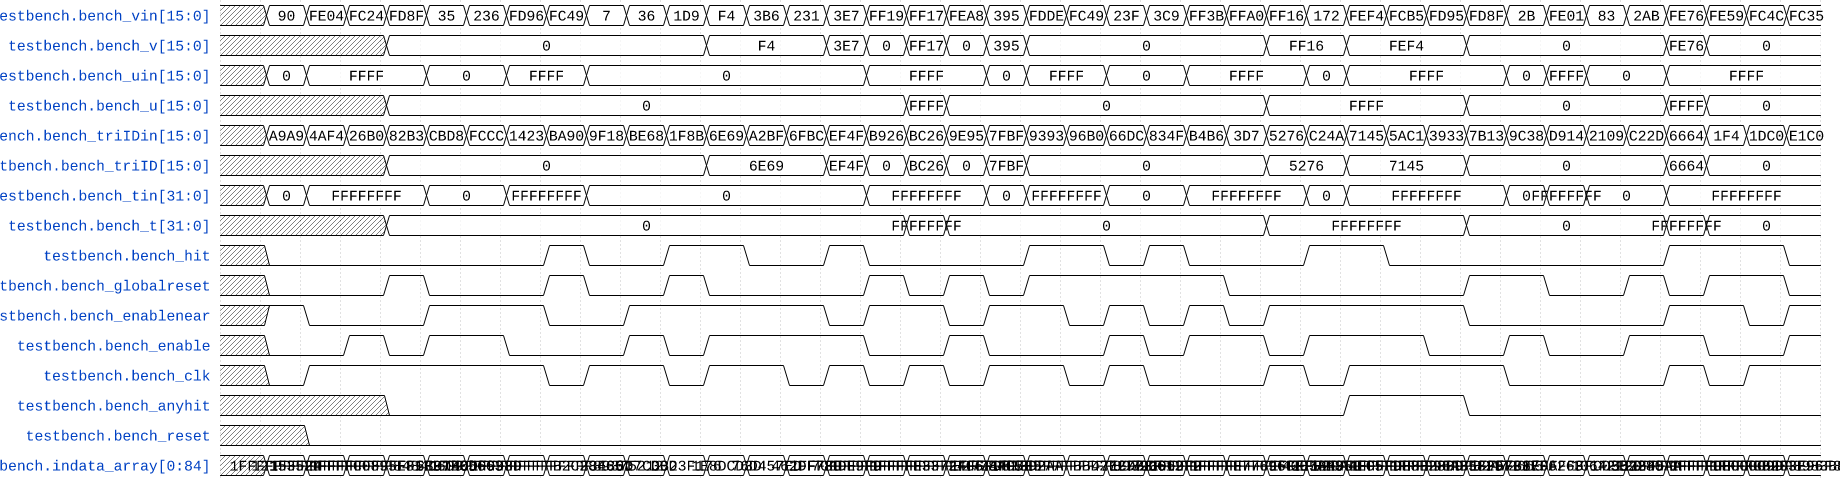 estbench.bench_vin[15:0] 90 FE04 FC24 FD8F 35 236 FD96 FC49 7 36 1D9 F4 3B6 231 3E7 FF19 FF17 FEA8 395 FDDE FC49 23F 3C9 FF3B FFA0 FF16 172 FEF4 FCB5 FD95 FD8F 2B FE01 83 2AB FE76 FE59 FC4C FC35
testbench.bench_v[15:0] 0 F4 3E7 0 FF17 0 395 0 FF16 FEF4 0 FE76 0
testbench.bench_uin[15:0] 0 FFFF 0 FFFF 0 FFFF 0 FFFF 0 FFFF 0 FFFF 0 FFFF 0 FFFF
testbench.bench_u[15:0] 0 FFFF 0 FFFF 0 FFFF 0
ench.bench_triIDin[15:0] A9A9 4AF4 26B0 82B3 CBD8 FCCC 1423 BA90 9F18 BE68 1F8B 6E69 A2BF 6FBC EF4F B926 BC26 9E95 7FBF 9393 96B0 66DC 834F B4B6 3D7 5276 C24A 7145 5AC1 3933 7B13 9C38 D914 2109 C22D 6664 1F4 1DC0 E1C0
tbench.bench_triID[15:0] 0 6E69 EF4F 0 BC26 0 7FBF 0 5276 7145 0 6664 0
estbench.bench_tin[31:0] 0 FFFFFFFF 0 FFFFFFFF 0 FFFFFFFF 0 FFFFFFFF 0 FFFFFFFF 0 FFFFFFFF 0 FFFFFFFF 0 FFFFFFFF
testbench.bench_t[31:0] 0 FFFFFFFF 0 FFFFFFFF 0 FFFFFFFF 0
testbench.bench_hit
tbench.bench_globalreset
stbench.bench_enablenear
testbench.bench_enable
testbench.bench_clk
testbench.bench_anyhit
testbench.bench_reset
bench.indata_array[0:84]